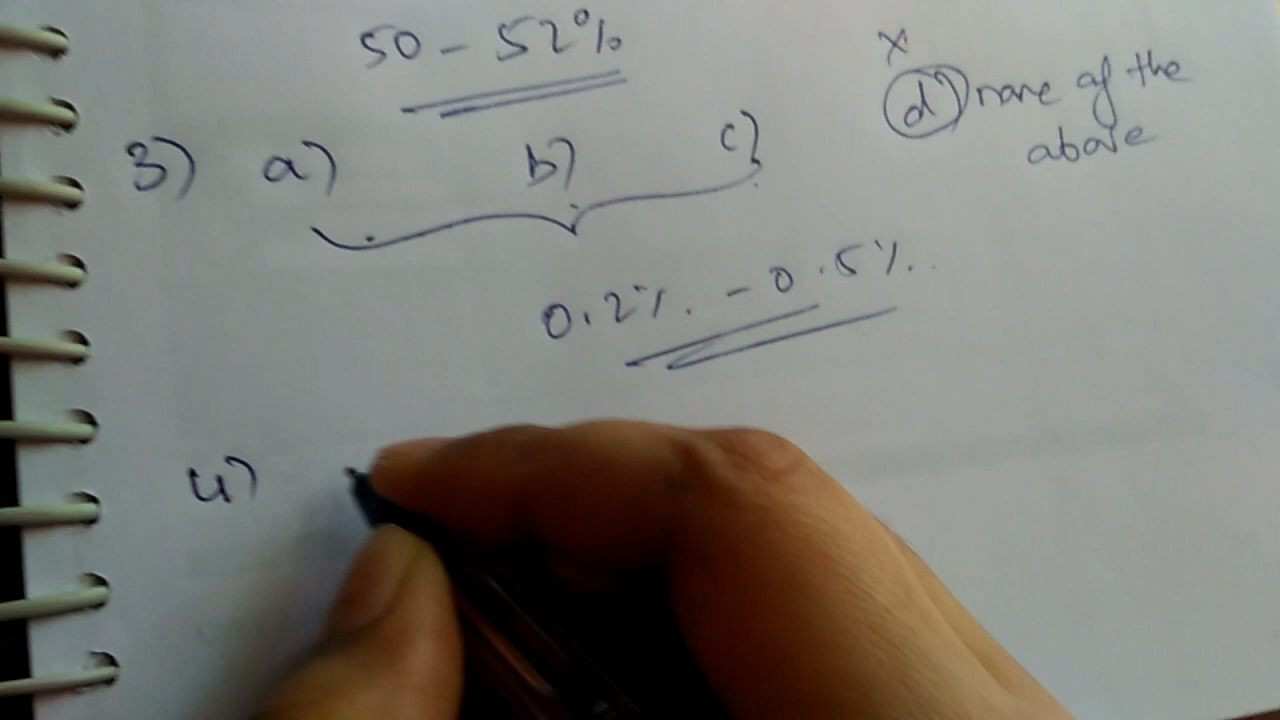 50 - 52%
x
d) none of the
above
3) a) b) c)
0.2%. - 0.5%.
4)